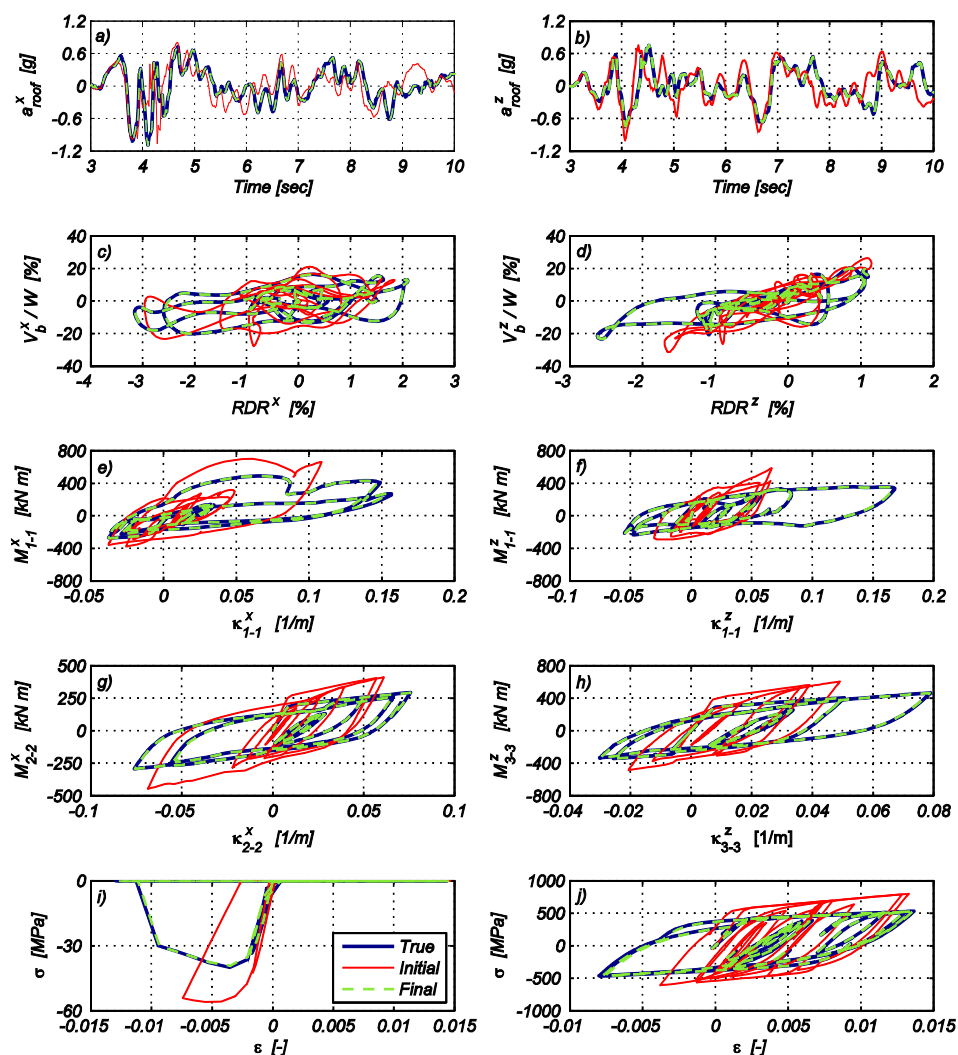 1.2 0.6 0 -0.6 -1.2
a^x_roof [g]
a)
3 4 5 6 7 8 9 10
Time [sec]
1.2 0.6 0 -0.6 -1.2
a^z_roof [g]
b)
3 4 5 6 7 8 9 10
Time [sec]
40 20 0 -20 -40
V^x_b / W [%]
c)
-4 -3 -2 -1 0 1 2 3
RDR^x [%]
40 20 0 -20 -40
V^z_b / W [%]
d)
-3 -2 -1 0 1 2
RDR^z [%]
800 400 0 -400 -800
M^x_1-1 [kN m]
e)
-0.05 0 0.05 0.1 0.15 0.2
κ^x_1-1 [1/m]
800 400 0 -400 -800
M^z_1-1 [kN m]
f)
-0.1 -0.05 0 0.05 0.1 0.15 0.2
κ^z_1-1 [1/m]
500 250 0 -250 -500
M^x_2-2 [kN m]
g)
-0.1 -0.05 0 0.05 0.1
κ^x_2-2 [1/m]
800 400 0 -400 800
M^z_3-3 [kN m]
h)
-0.04 -0.02 0 0.02 0.04 0.06 0.08
κ^z_3-3 [1/m]
0 -30 -60
σ [MPa]
i)
True
Initial
Final
-0.015 -0.01 -0.005 0 0.005 0.01 0.015
ε [-]
1000 500 0 -500 -1000
σ [MPa]
j)
-0.01 -0.005 0 0.005 0.01 0.015
ε [-]